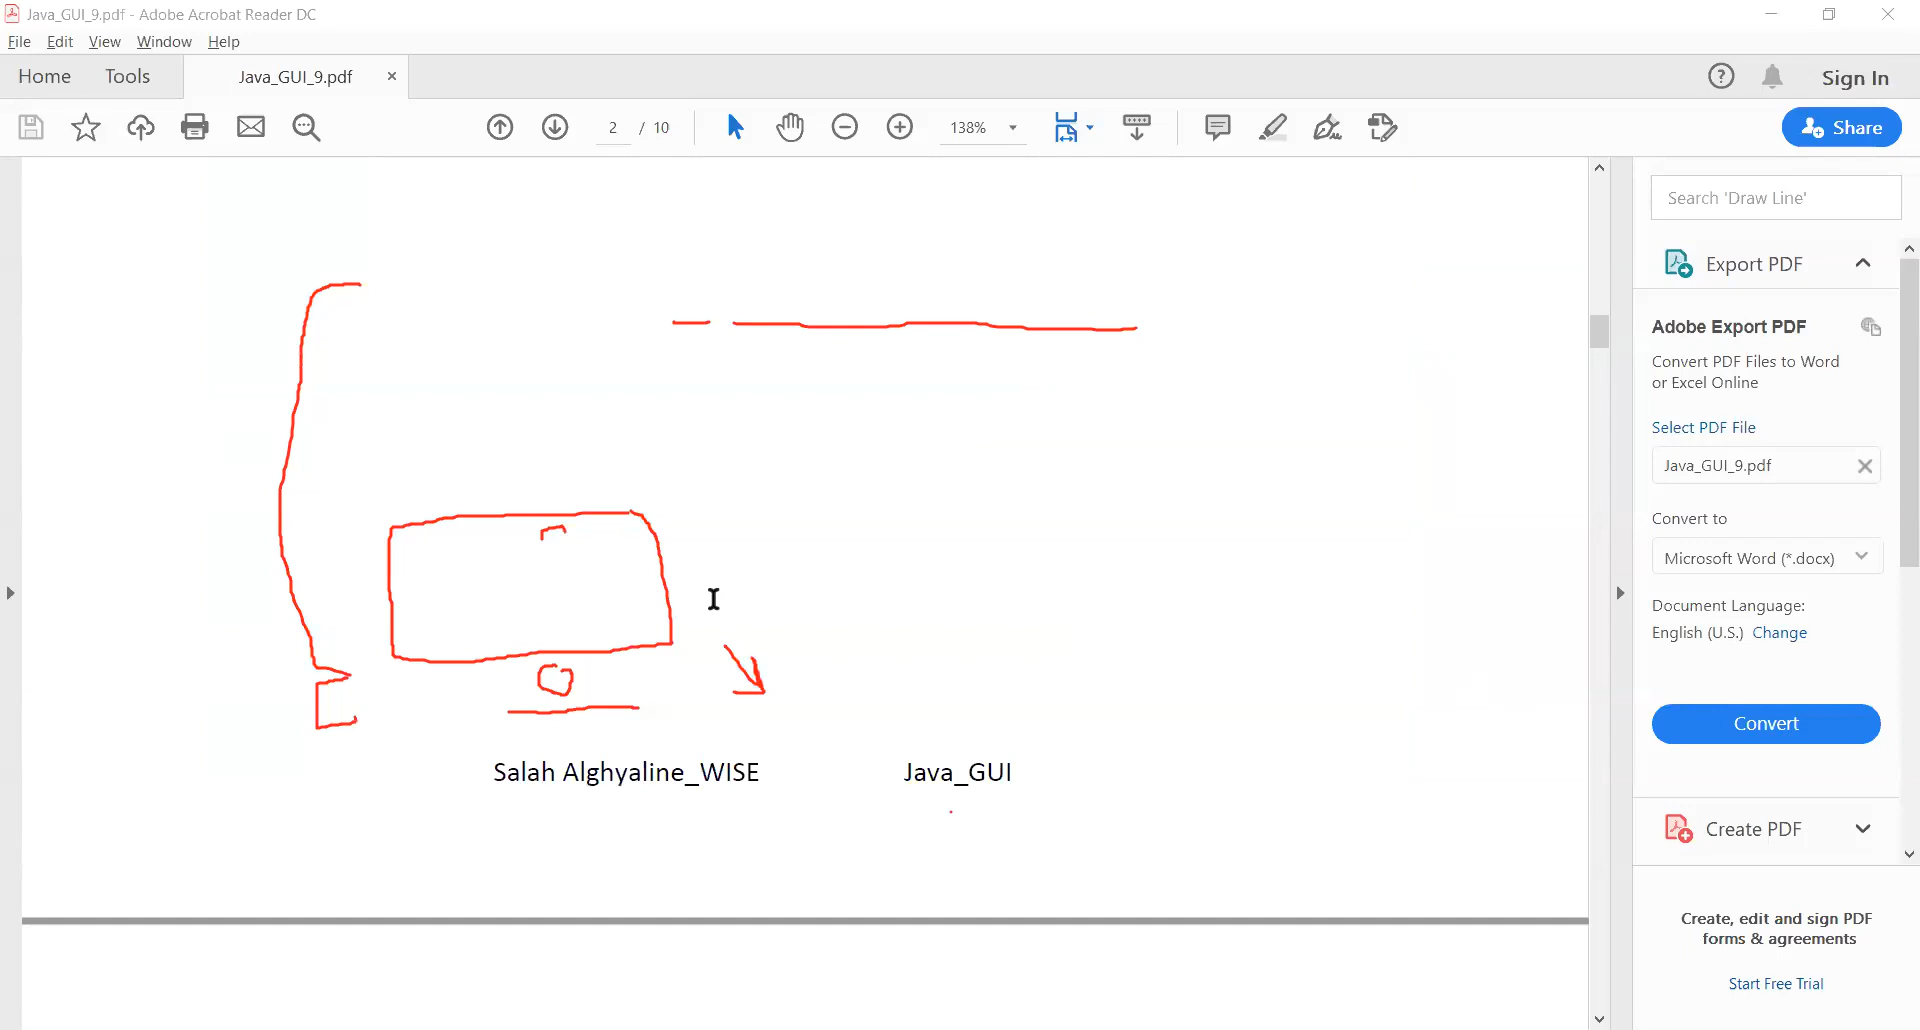 Java_GUI_9.pdf - Adobe Acrobat Reader DC
File Edit View Window Help
Home Tools Java_GUI_9.pdf × Sign In
2 / 10 138% Share
Search 'Draw Line'
Export PDF
Adobe Export PDF
Convert PDF Files to Word
or Excel Online
Select PDF File
Java_GUI_9.pdf
Convert to
Microsoft Word (*.docx)
Document Language:
English (U.S.) Change
Convert
Salah Alghyaline_WISE Java_GUI
Create PDF
Create, edit and sign PDF
forms & agreements
Start Free Trial